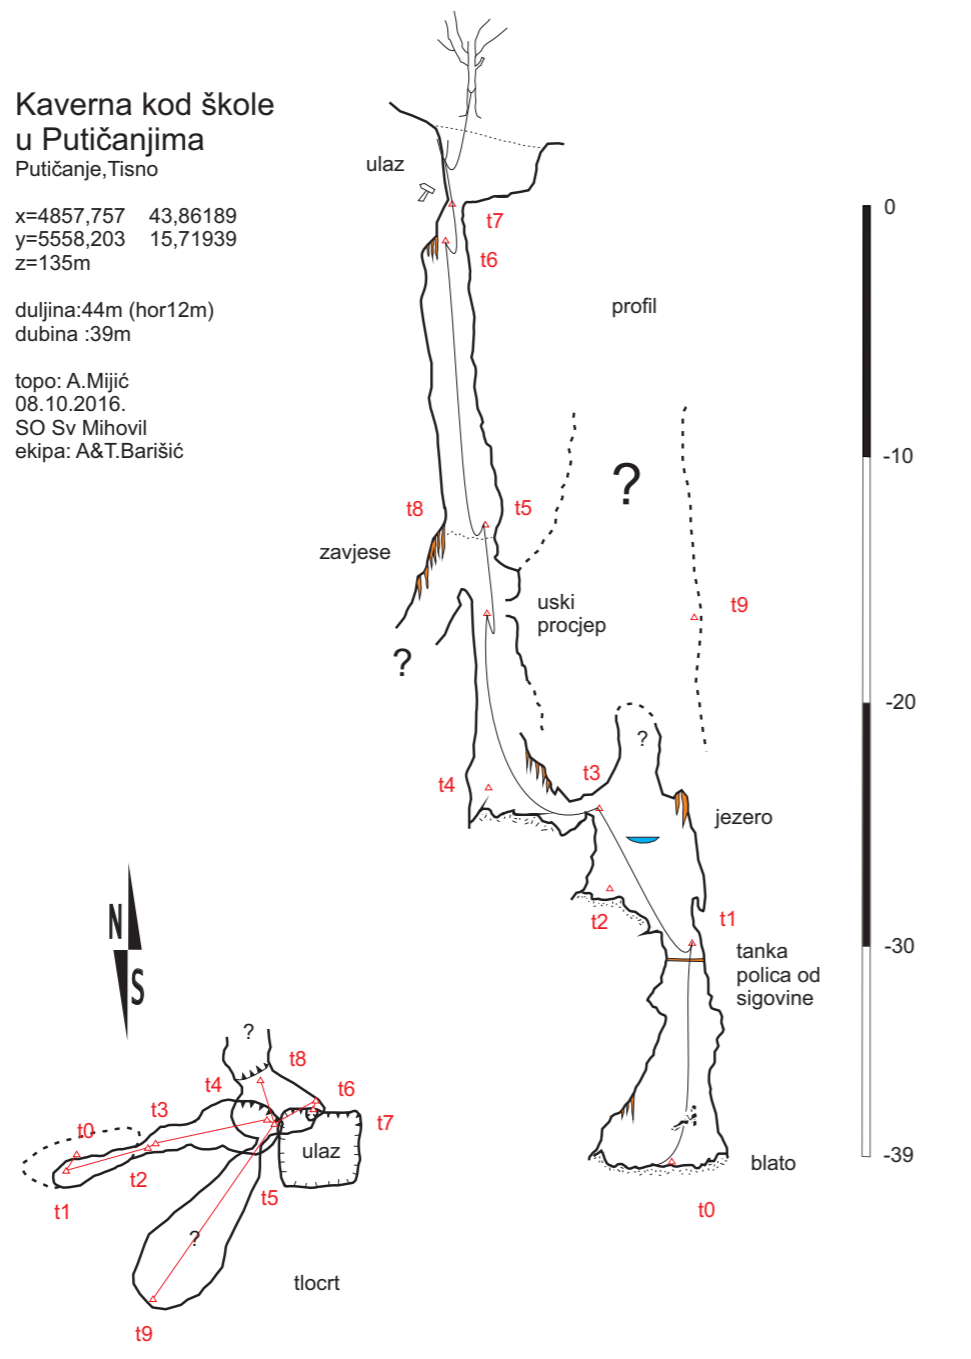 Kaverna kod škole
u Putičanjima
Putičanje,Tisno
x=4857,757 43,86189
y=5558,203 15,71939
z=135m
duljina:44m (hor12m)
dubina :39m
topo: A.Mijić
08.10.2016.
SO Sv Mihovil
ekipa: A&T.Barišić
ulaz
t7
t6
0
profil
-10
?
t8
t5
zavjese
t9
uski
procjep
?
-20
?
t3
t4
jezero
t2
t1
-30
tanka
polica od
sigovine
-39
blato
t0
N
S
?
t8
t4
t6
t3
t7
t0
ulaz
t2
t5
t1
?
tlocrt
t9